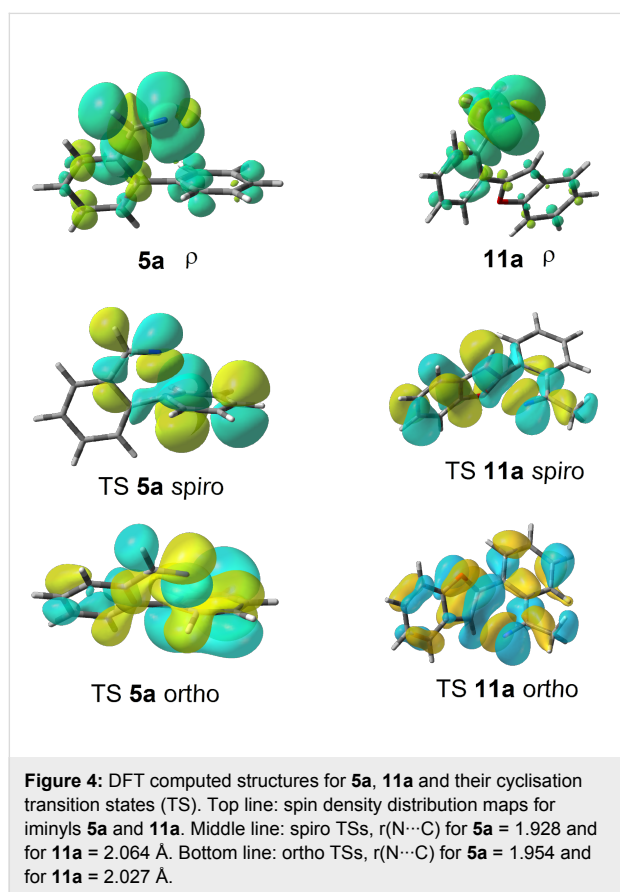 5a ρ
11a ρ
TS 5a spiro
TS 11a spiro
TS 5a ortho
TS 11a ortho
Figure 4: DFT computed structures for 5a, 11a and their cyclisation
transition states (TS). Top line: spin density distribution maps for
iminyls 5a and 11a. Middle line: spiro TSs, r(N···C) for 5a = 1.928 and
for 11a = 2.064 Å. Bottom line: ortho TSs, r(N···C) for 5a = 1.954 and
for 11a = 2.027 Å.